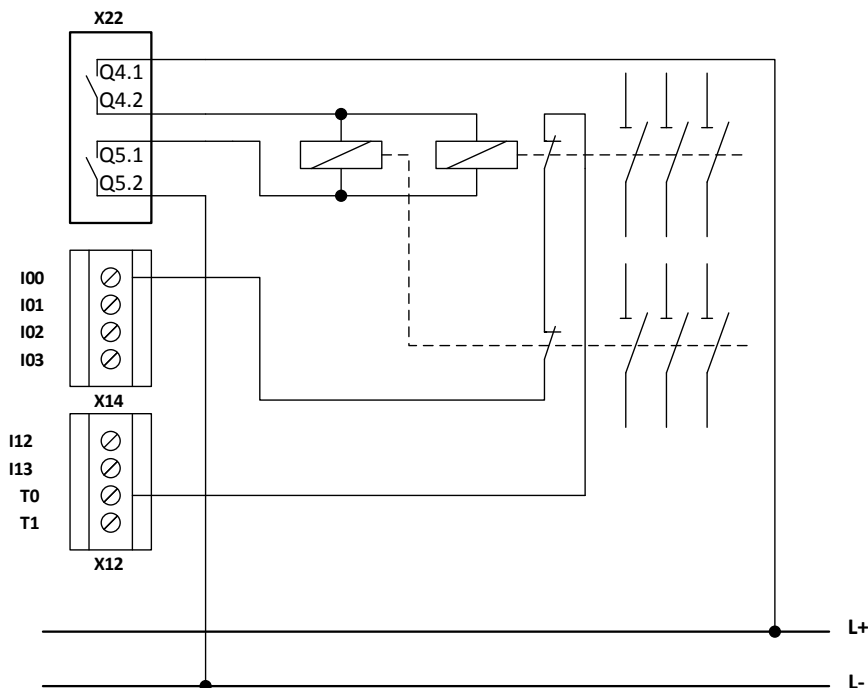 X22
Q4.1
Q4.2
Q5.1
Q5.2
I00
I01
I02
I03
X14
I12
I13
T0
T1
X12
L+
L-